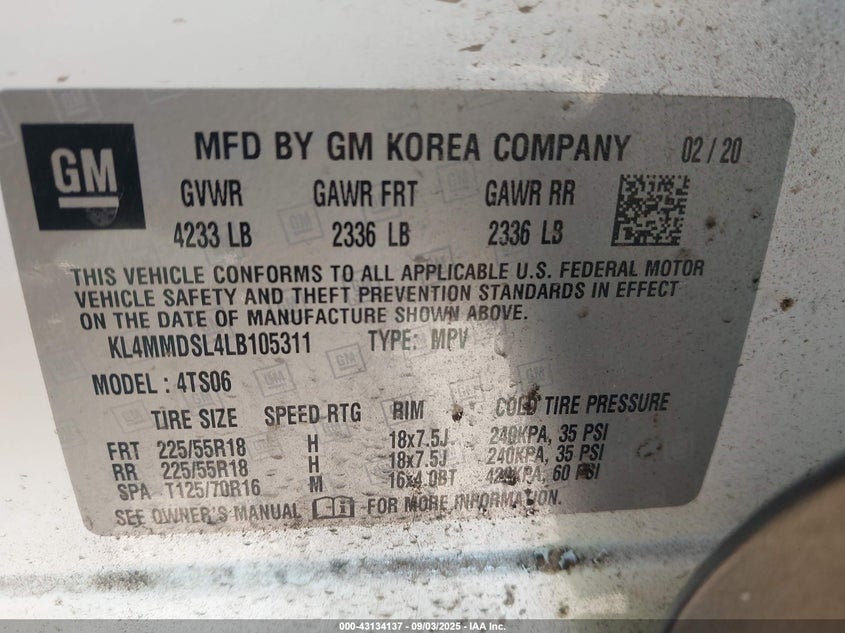 GM
MFD BY GM KOREA COMPANY 02/20
GVWR GAWR FRT GAWR RR
4233 LB 2336 LB 2336 LB
THIS VEHICLE CONFORMS TO ALL APPLICABLE U.S. FEDERAL MOTOR
VEHICLE SAFETY AND THEFT PREVENTION STANDARDS IN EFFECT
ON THE DATE OF MANUFACTURE SHOWN ABOVE.
KL4MMDSL4LB105311 TYPE: MPV
MODEL : 4TS06
TIRE SIZE SPEED RTG RIM COLD TIRE PRESSURE
FRT 225/55R18 H 18x7.5J 240KPA, 35 PSI
RR 225/55R18 H 18x7.5J 240KPA, 35 PSI
SPA T125/70R16 M 16x4.0BT 420KPA, 60 PSI
SEE OWNER'S MANUAL FOR MORE INFORMATION.
000-43134137 - 09/03/2025 - IAA Inc.